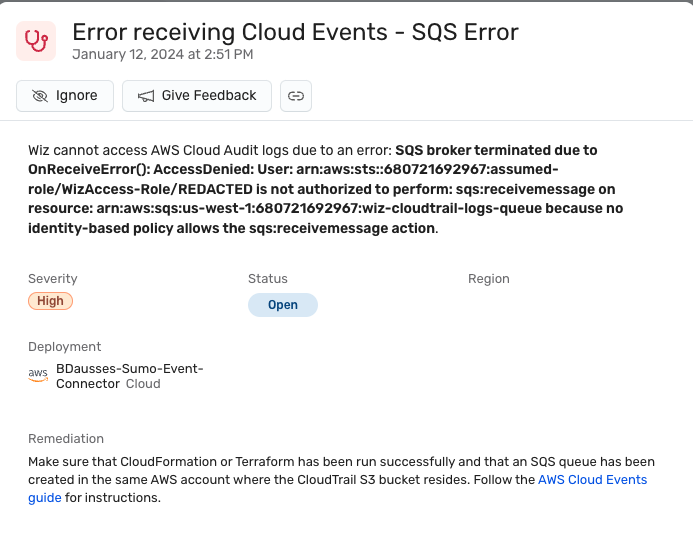 Error receiving Cloud Events - SQS Error
January 12, 2024 at 2:51 PM
Ignore
Give Feedback
Wiz cannot access AWS Cloud Audit logs due to an error: SQS broker terminated due to
OnReceiveError(): AccessDenied: User: arn:aws:sts::680721692967:assumed-
role/WizAccess-Role/REDACTED is not authorized to perform: sqs:receivemessage on
resource: arn:aws:sqs:us-west-1:680721692967:wiz-cloudtrail-logs-queue because no
identity-based policy allows the sqs:receivemessage action.
Severity
Status
Region
High
Open
Deployment
aws
BDausses-Sumo-Event-
Connector Cloud
Remediation
Make sure that CloudFormation or Terraform has been run successfully and that an SQS queue has been
created in the same AWS account where the CloudTrail S3 bucket resides. Follow the AWS Cloud Events
guide for instructions.